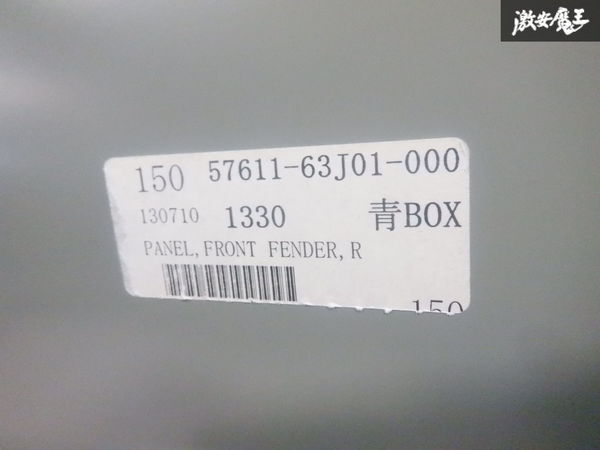 激安魔王
150 57611-63J01-000
130710 1330 青BOX
PANEL,FRONT FENDER,R
150